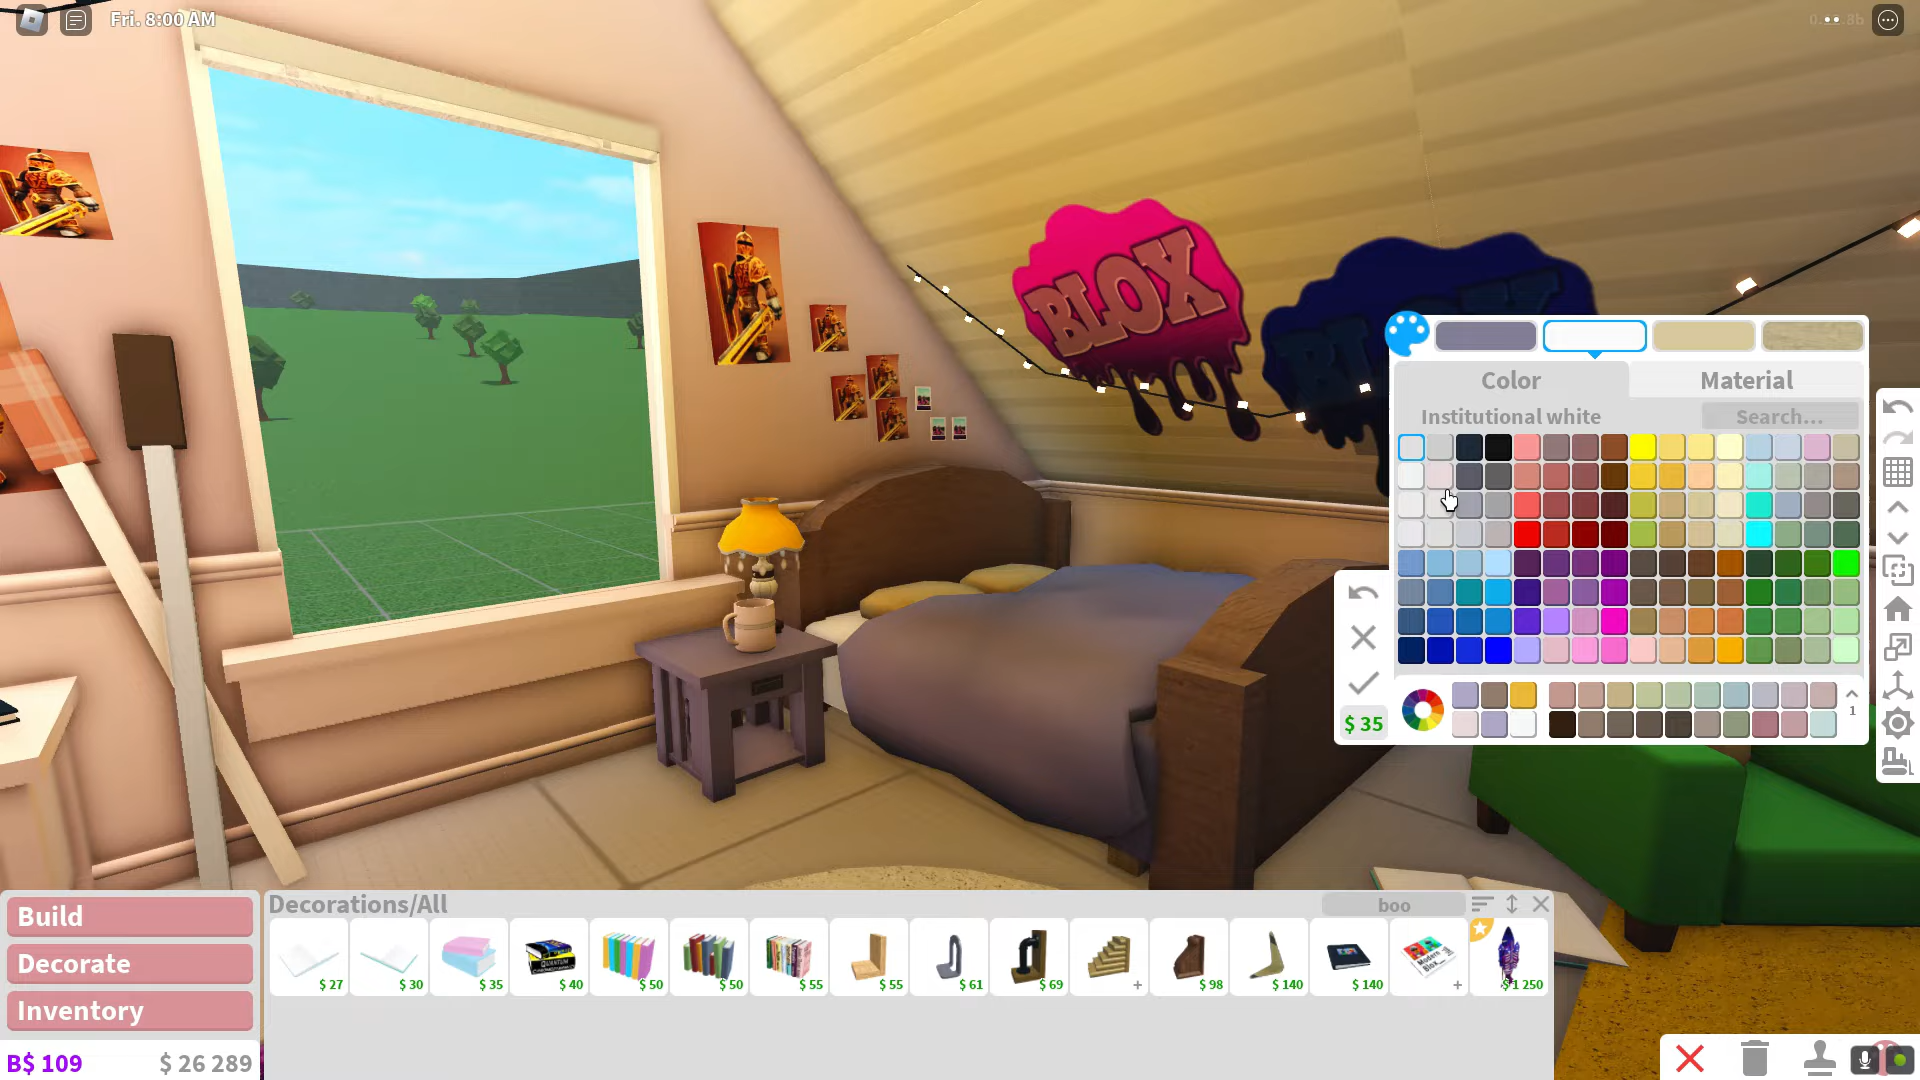 Fri. 8:00 AM
BLOX
Color
Material
Institutional white
Search...
$ 35
1
Build
Decorate
Inventory
B$ 109
$ 26 289
Decorations/All
boo
$ 27
$ 30
$ 35
$ 40
$ 50
$ 50
$ 55
$ 55
$ 61
$ 69
+
$ 98
$ 140
$ 140
+
$ 1 250